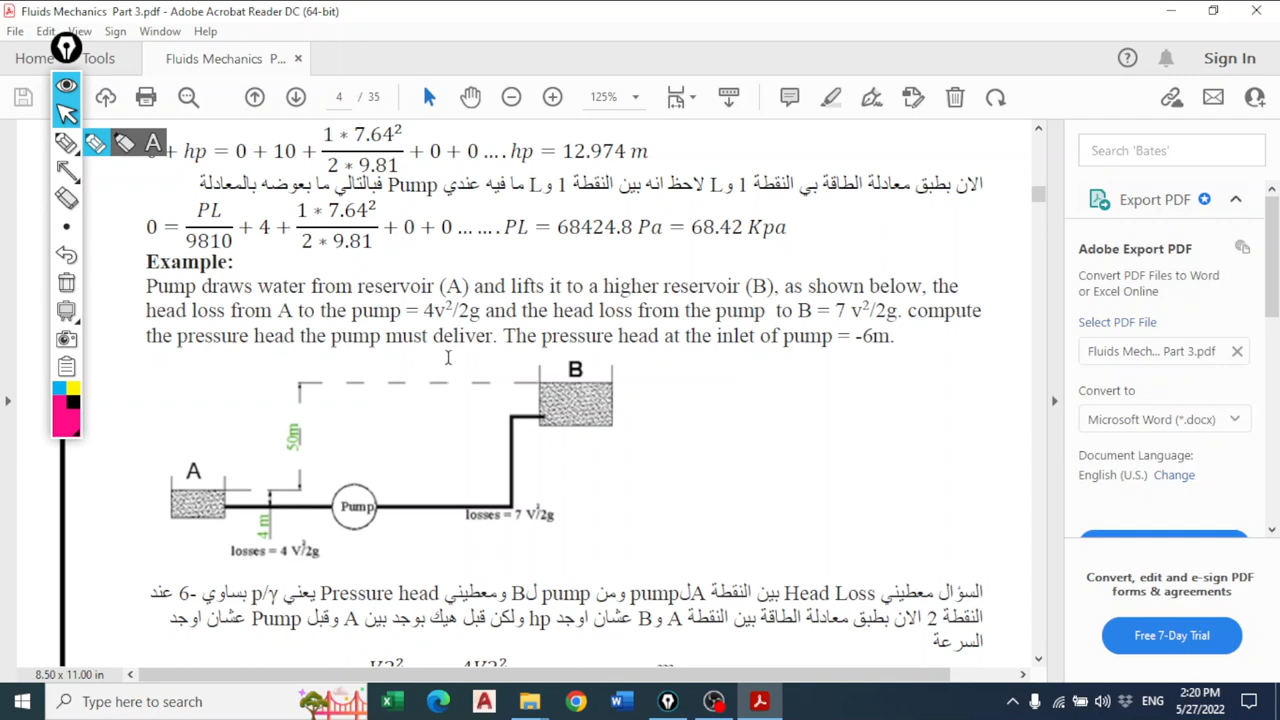 Fluids Mechanics Part 3.pdf - Adobe Acrobat Reader DC (64-bit)
File Edit View Sign Window Help
Home Tools Fluids Mechanics P... × Sign In
4 / 35 125%
+ hp = 0 + 10 + 1 * 7.64² / 2 * 9.81 + 0 + 0 .... hp = 12.974 m
الان بطبق معادلة الطاقة بي النقطة 1 و L لاحظ انه بين النقطة 1 و L ما فيه عندي Pump فبالتالي ما بعوضه بالمعادلة
0 = PL / 9810 + 4 + 1 * 7.64² / 2 * 9.81 + 0 + 0 ... .... PL = 68424.8 Pa = 68.42 Kpa
Example:
Pump draws water from reservoir (A) and lifts it to a higher reservoir (B), as shown below, the
head loss from A to the pump = 4v²/2g and the head loss from the pump to B = 7 v²/2g. compute
the pressure head the pump must deliver. The pressure head at the inlet of pump = -6m.
B
50m
A
Pump
losses = 7 V²/2g
4 m
losses = 4 V²/2g
السؤال معطيني Head Loss بين النقطة A ل pump ومن pump ل B ومعطيني Pressure head يعني p/γ بساوي -6 عند
النقطة 2 الان بطبق معادلة الطاقة بين النقطة A و B عشان اوجد hp ولكن قبل هيك بوجد بين A وقبل Pump عشان اوجد
السرعة
8.50 x 11.00 in
Search 'Bates'
Export PDF
Adobe Export PDF
Convert PDF Files to Word
or Excel Online
Select PDF File
Fluids Mech... Part 3.pdf
Convert to
Microsoft Word (*.docx)
Document Language:
English (U.S.) Change
Convert, edit and e-sign PDF
forms & agreements
Free 7-Day Trial
Type here to search
ENG
2:20 PM
5/27/2022